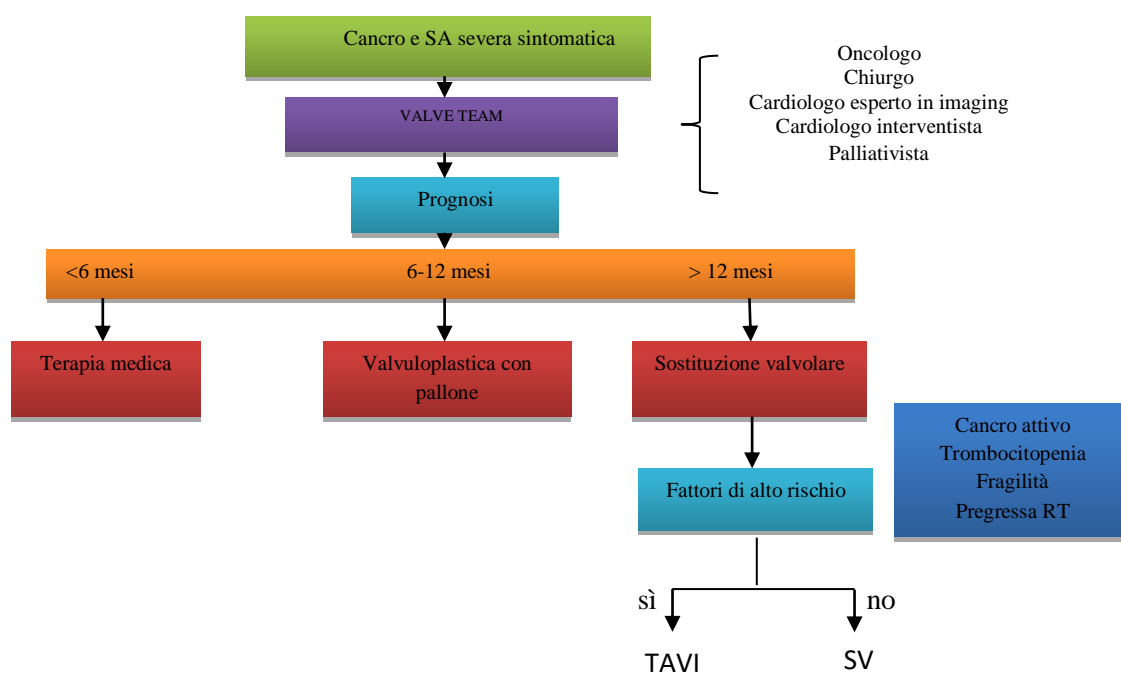 Cancro e SA severa sintomatica
Oncologo
Chiurgo
Cardiologo esperto in imaging
Cardiologo interventista
Palliativista
VALVE TEAM
Prognosi
<6 mesi
6-12 mesi
> 12 mesi
Terapia medica
Valvuloplastica con
pallone
Sostituzione valvolare
Cancro attivo
Trombocitopenia
Fragilità
Pregressa RT
Fattori di alto rischio
sì
no
TAVI
SV